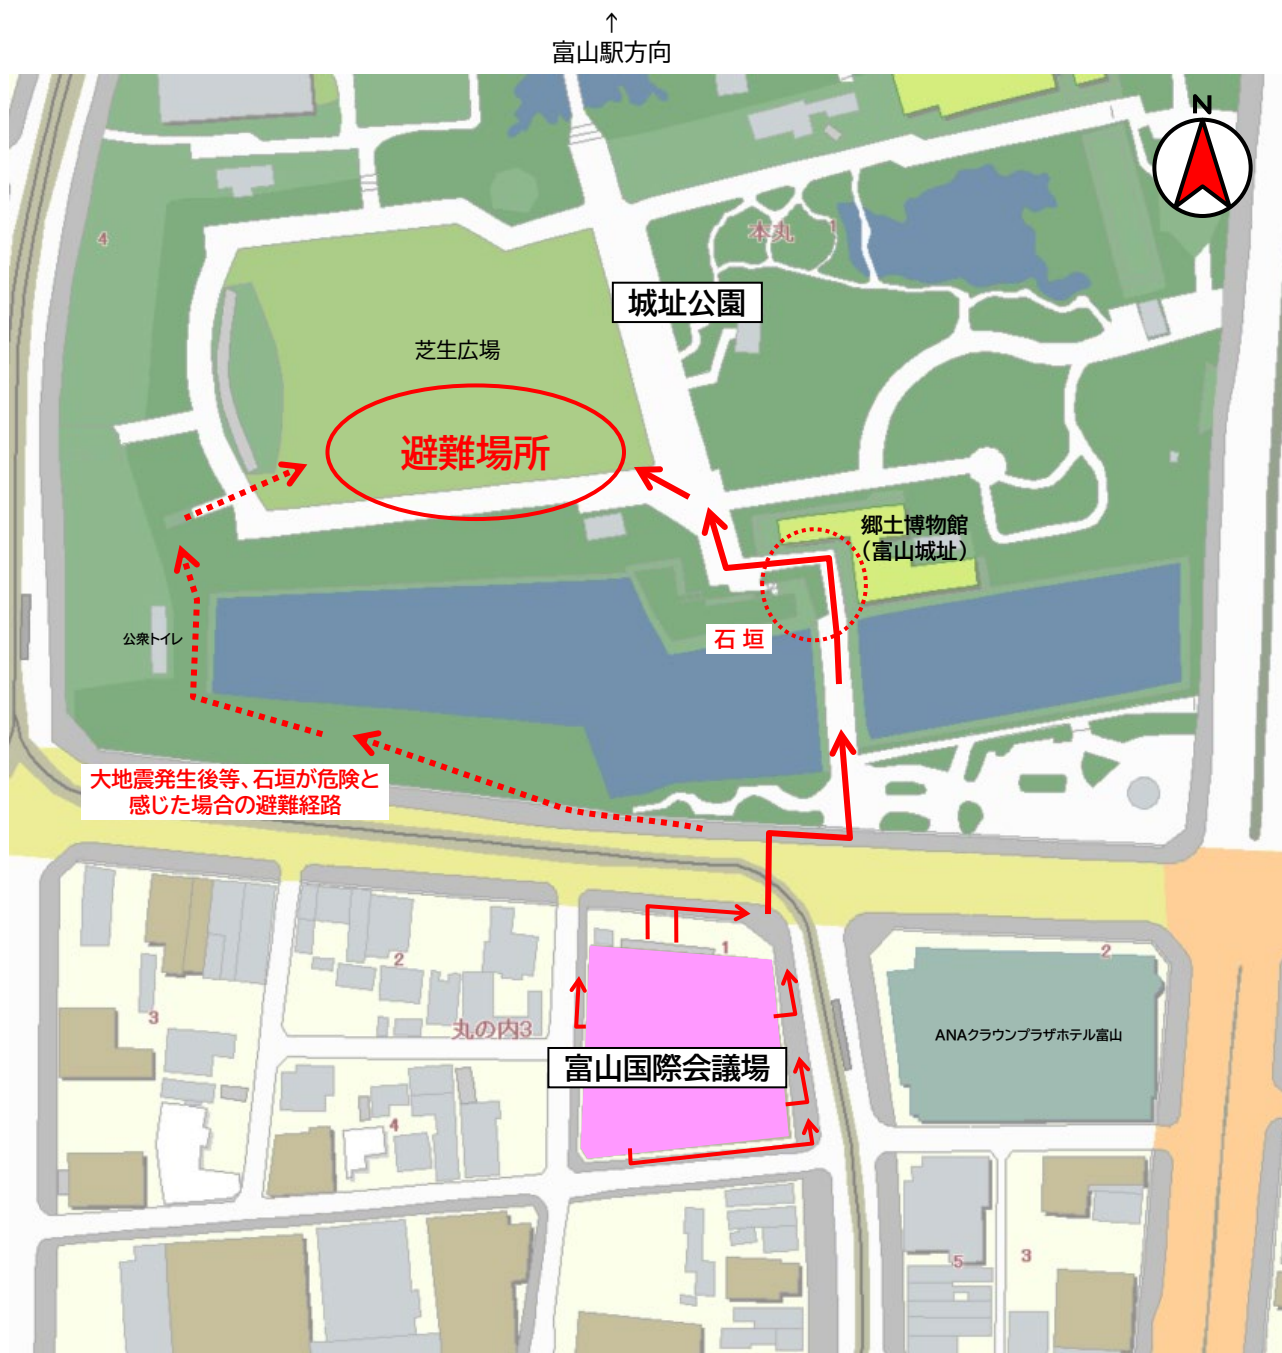 ↑
富山駅方向
N
4
本丸
1
城址公園
芝生広場
避難場所
郷土博物館
（富山城址）
石垣
公衆トイレ
大地震発生後等、石垣が危険と
感じた場合の避難経路
1
2
2
3
丸の内3
ANAクラウンプラザホテル富山
富山国際会議場
4
5
3